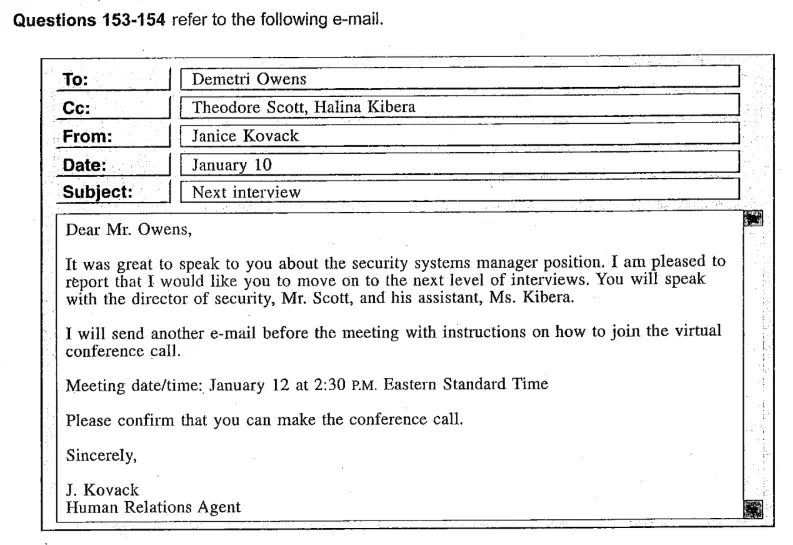 Questions 153-154 refer to the following e-mail.
To: Demetri Owens
Cc: Theodore Scott, Halina Kibera
From: Janice Kovack
Date: January 10
Subject: Next interview
Dear Mr. Owens,
It was great to speak to you about the security systems manager position. I am pleased to
report that I would like you to move on to the next level of interviews. You will speak
with the director of security, Mr. Scott, and his assistant, Ms. Kibera.
I will send another e-mail before the meeting with instructions on how to join the virtual
conference call.
Meeting date/time: January 12 at 2:30 P.M. Eastern Standard Time
Please confirm that you can make the conference call.
Sincerely,
J. Kovack
Human Relations Agent